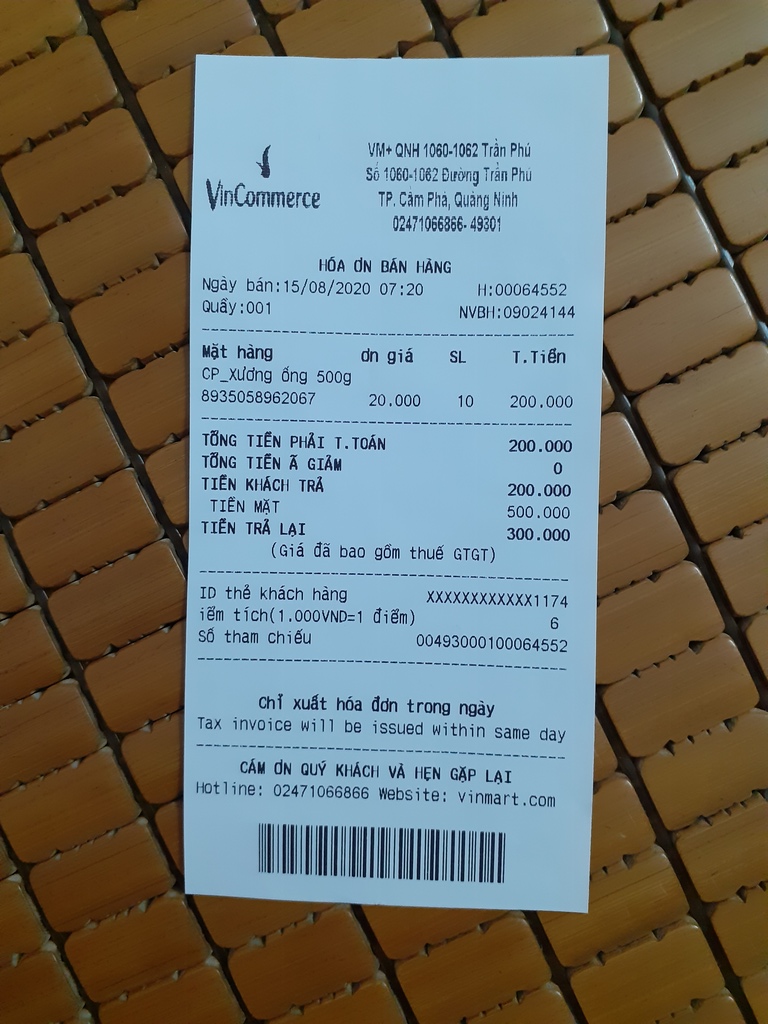 VinCommerce
VM+ QNH 1060-1062 Trần Phú
Số 1060-1062 Đường Trần Phú
TP. Cẩm Phả, Quảng Ninh
02471066866- 49301
HÓA ƠN BÁN HÀNG
Ngày bán:15/08/2020 07:20 H:00064552
Quầy:001 NVBH:09024144
Mặt hàng ơn giá SL T.Tiền
CP_Xương ống 500g
8935058962067 20.000 10 200.000
TỔNG TIỀN PHẢI T.TOÁN 200.000
TỔNG TIỀN Ã GIẢM 0
TIỀN KHÁCH TRẢ 200.000
TIỀN MẶT 500.000
TIỀN TRẢ LẠI 300.000
(Giá đã bao gồm thuế GTGT)
ID thẻ khách hàng XXXXXXXXXXXX1174
iểm tích(1.000VND=1 điểm) 6
Số tham chiếu 00493000100064552
Chỉ xuất hóa đơn trong ngày
Tax invoice will be issued within same day
CẢM ƠN QUÝ KHÁCH VÀ HẸN GẶP LẠI
Hotline: 02471066866 Website: vinmart.com